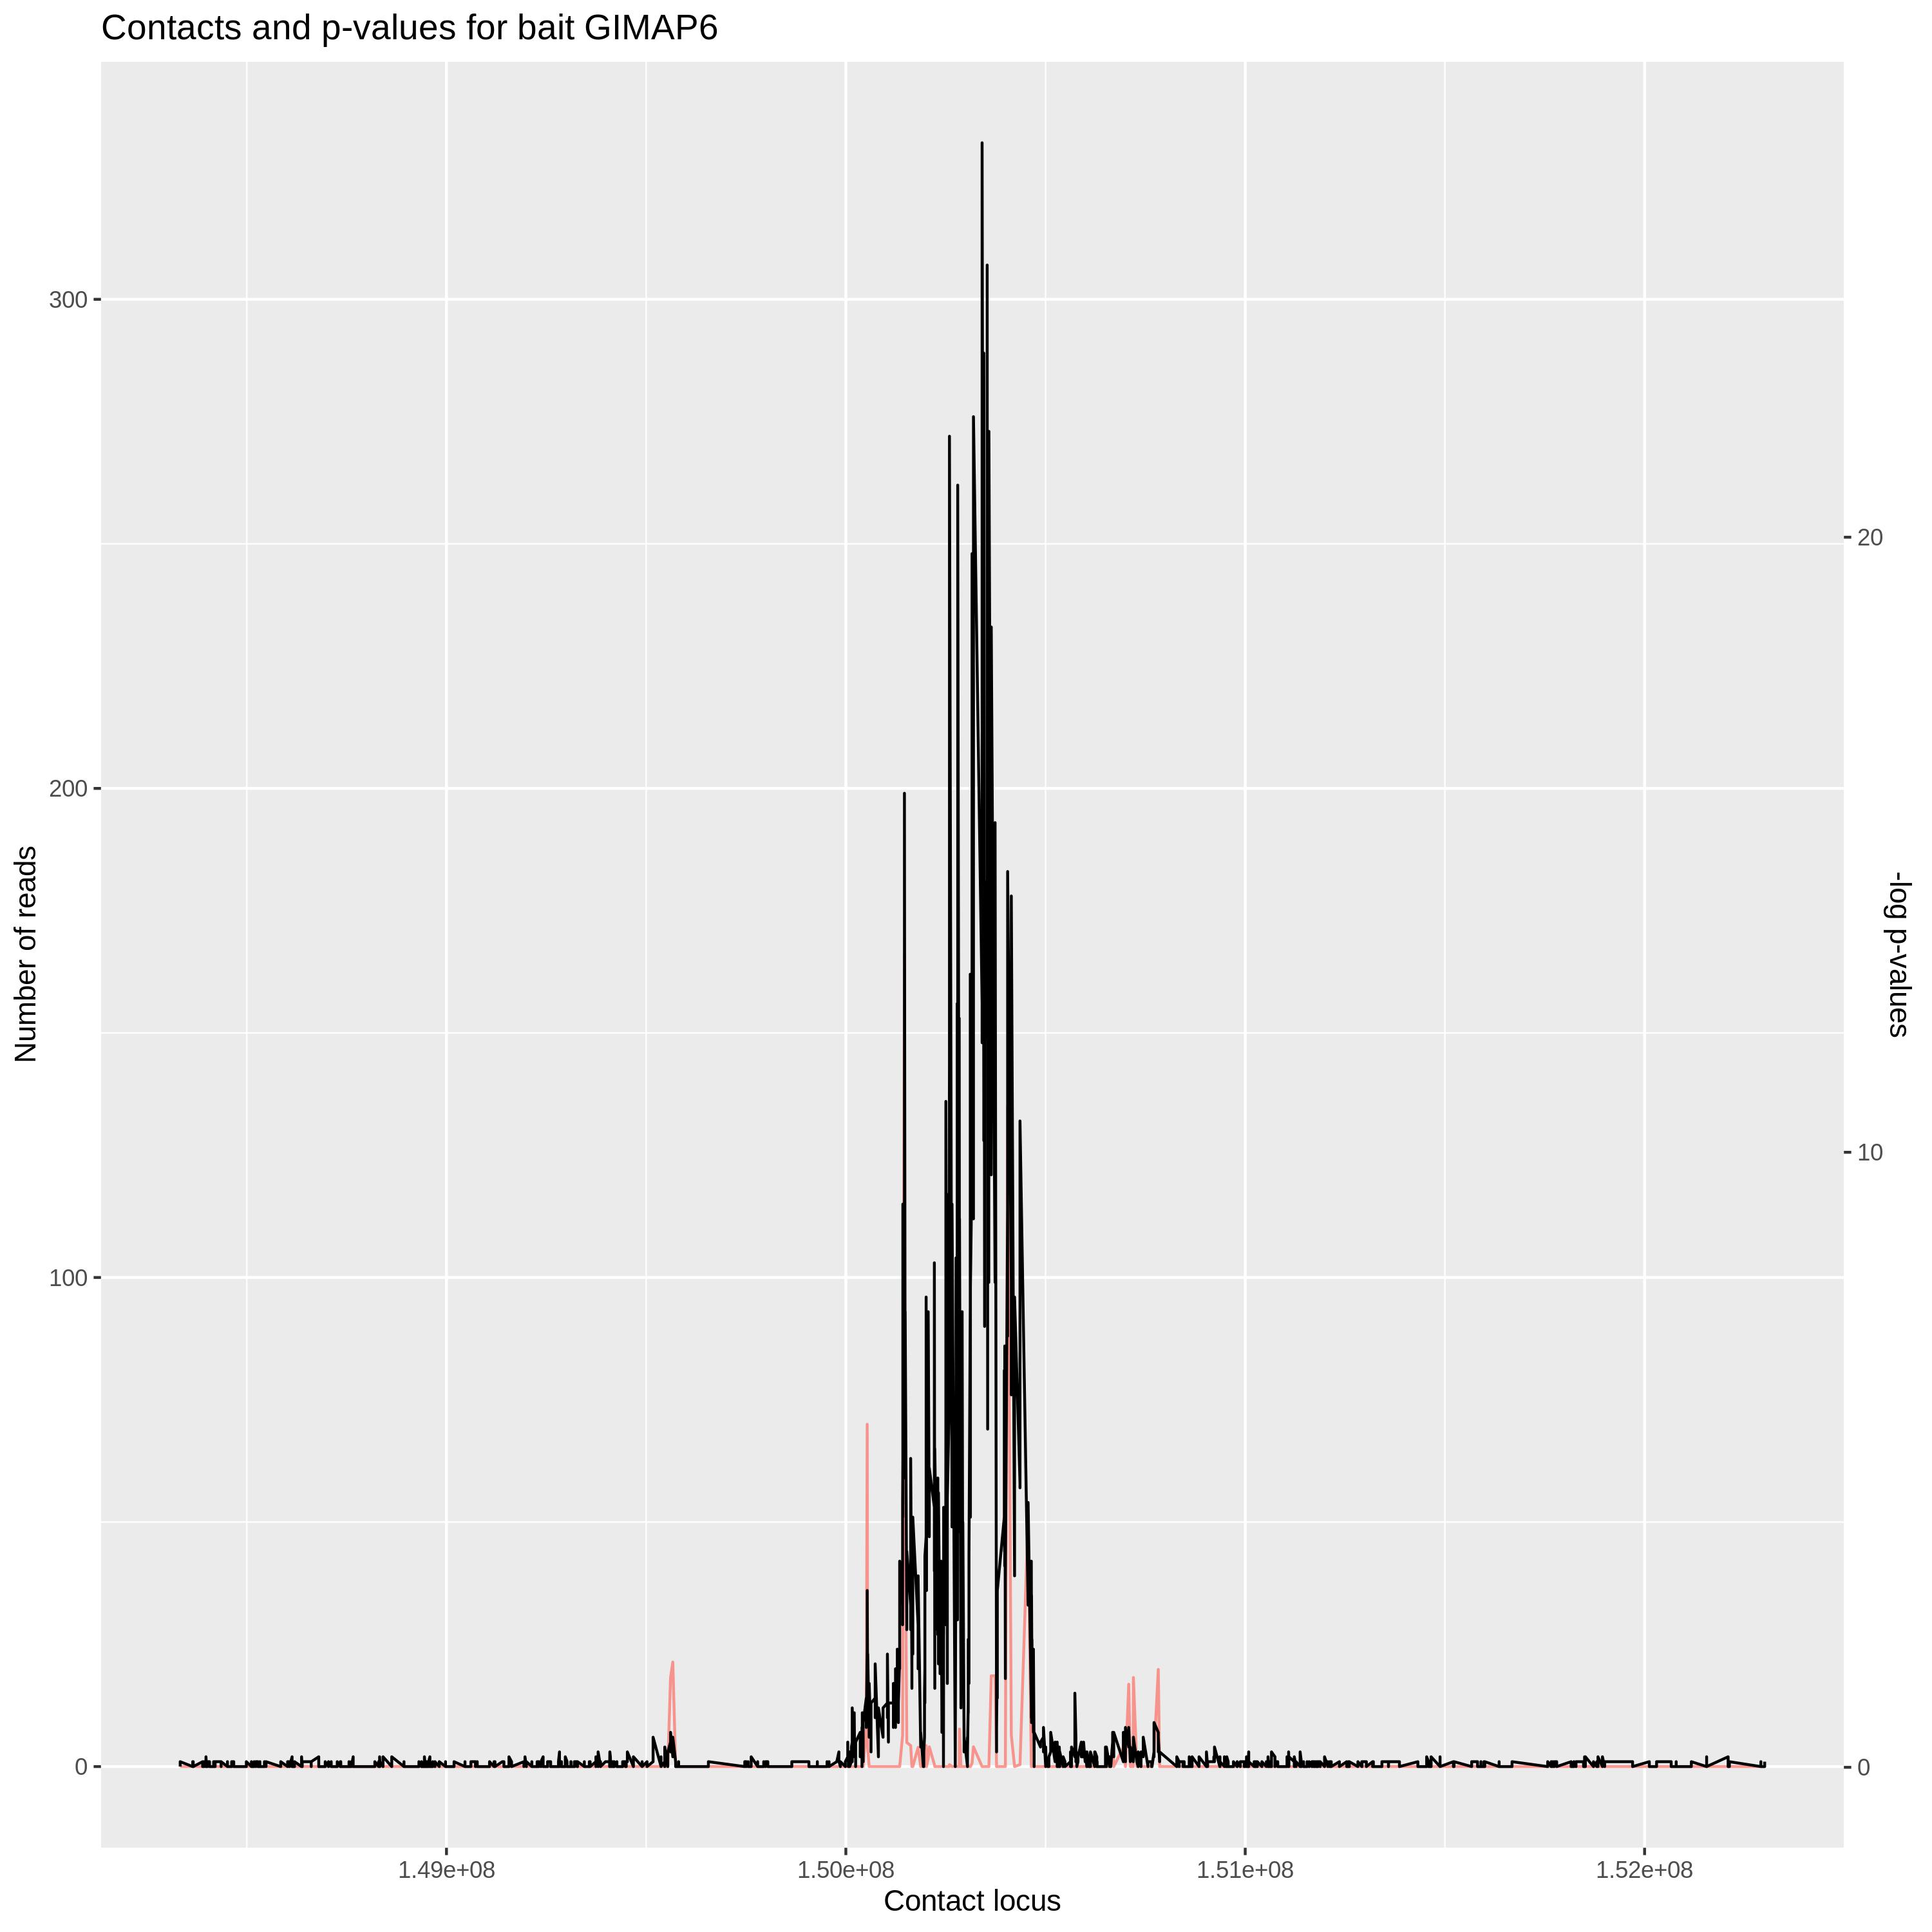 Contacts and p-values for bait GIMAP6
Number of reads
300
200
100
0
20
10
0
-log p-values
1.49e+08
1.50e+08
1.51e+08
1.52e+08
Contact locus